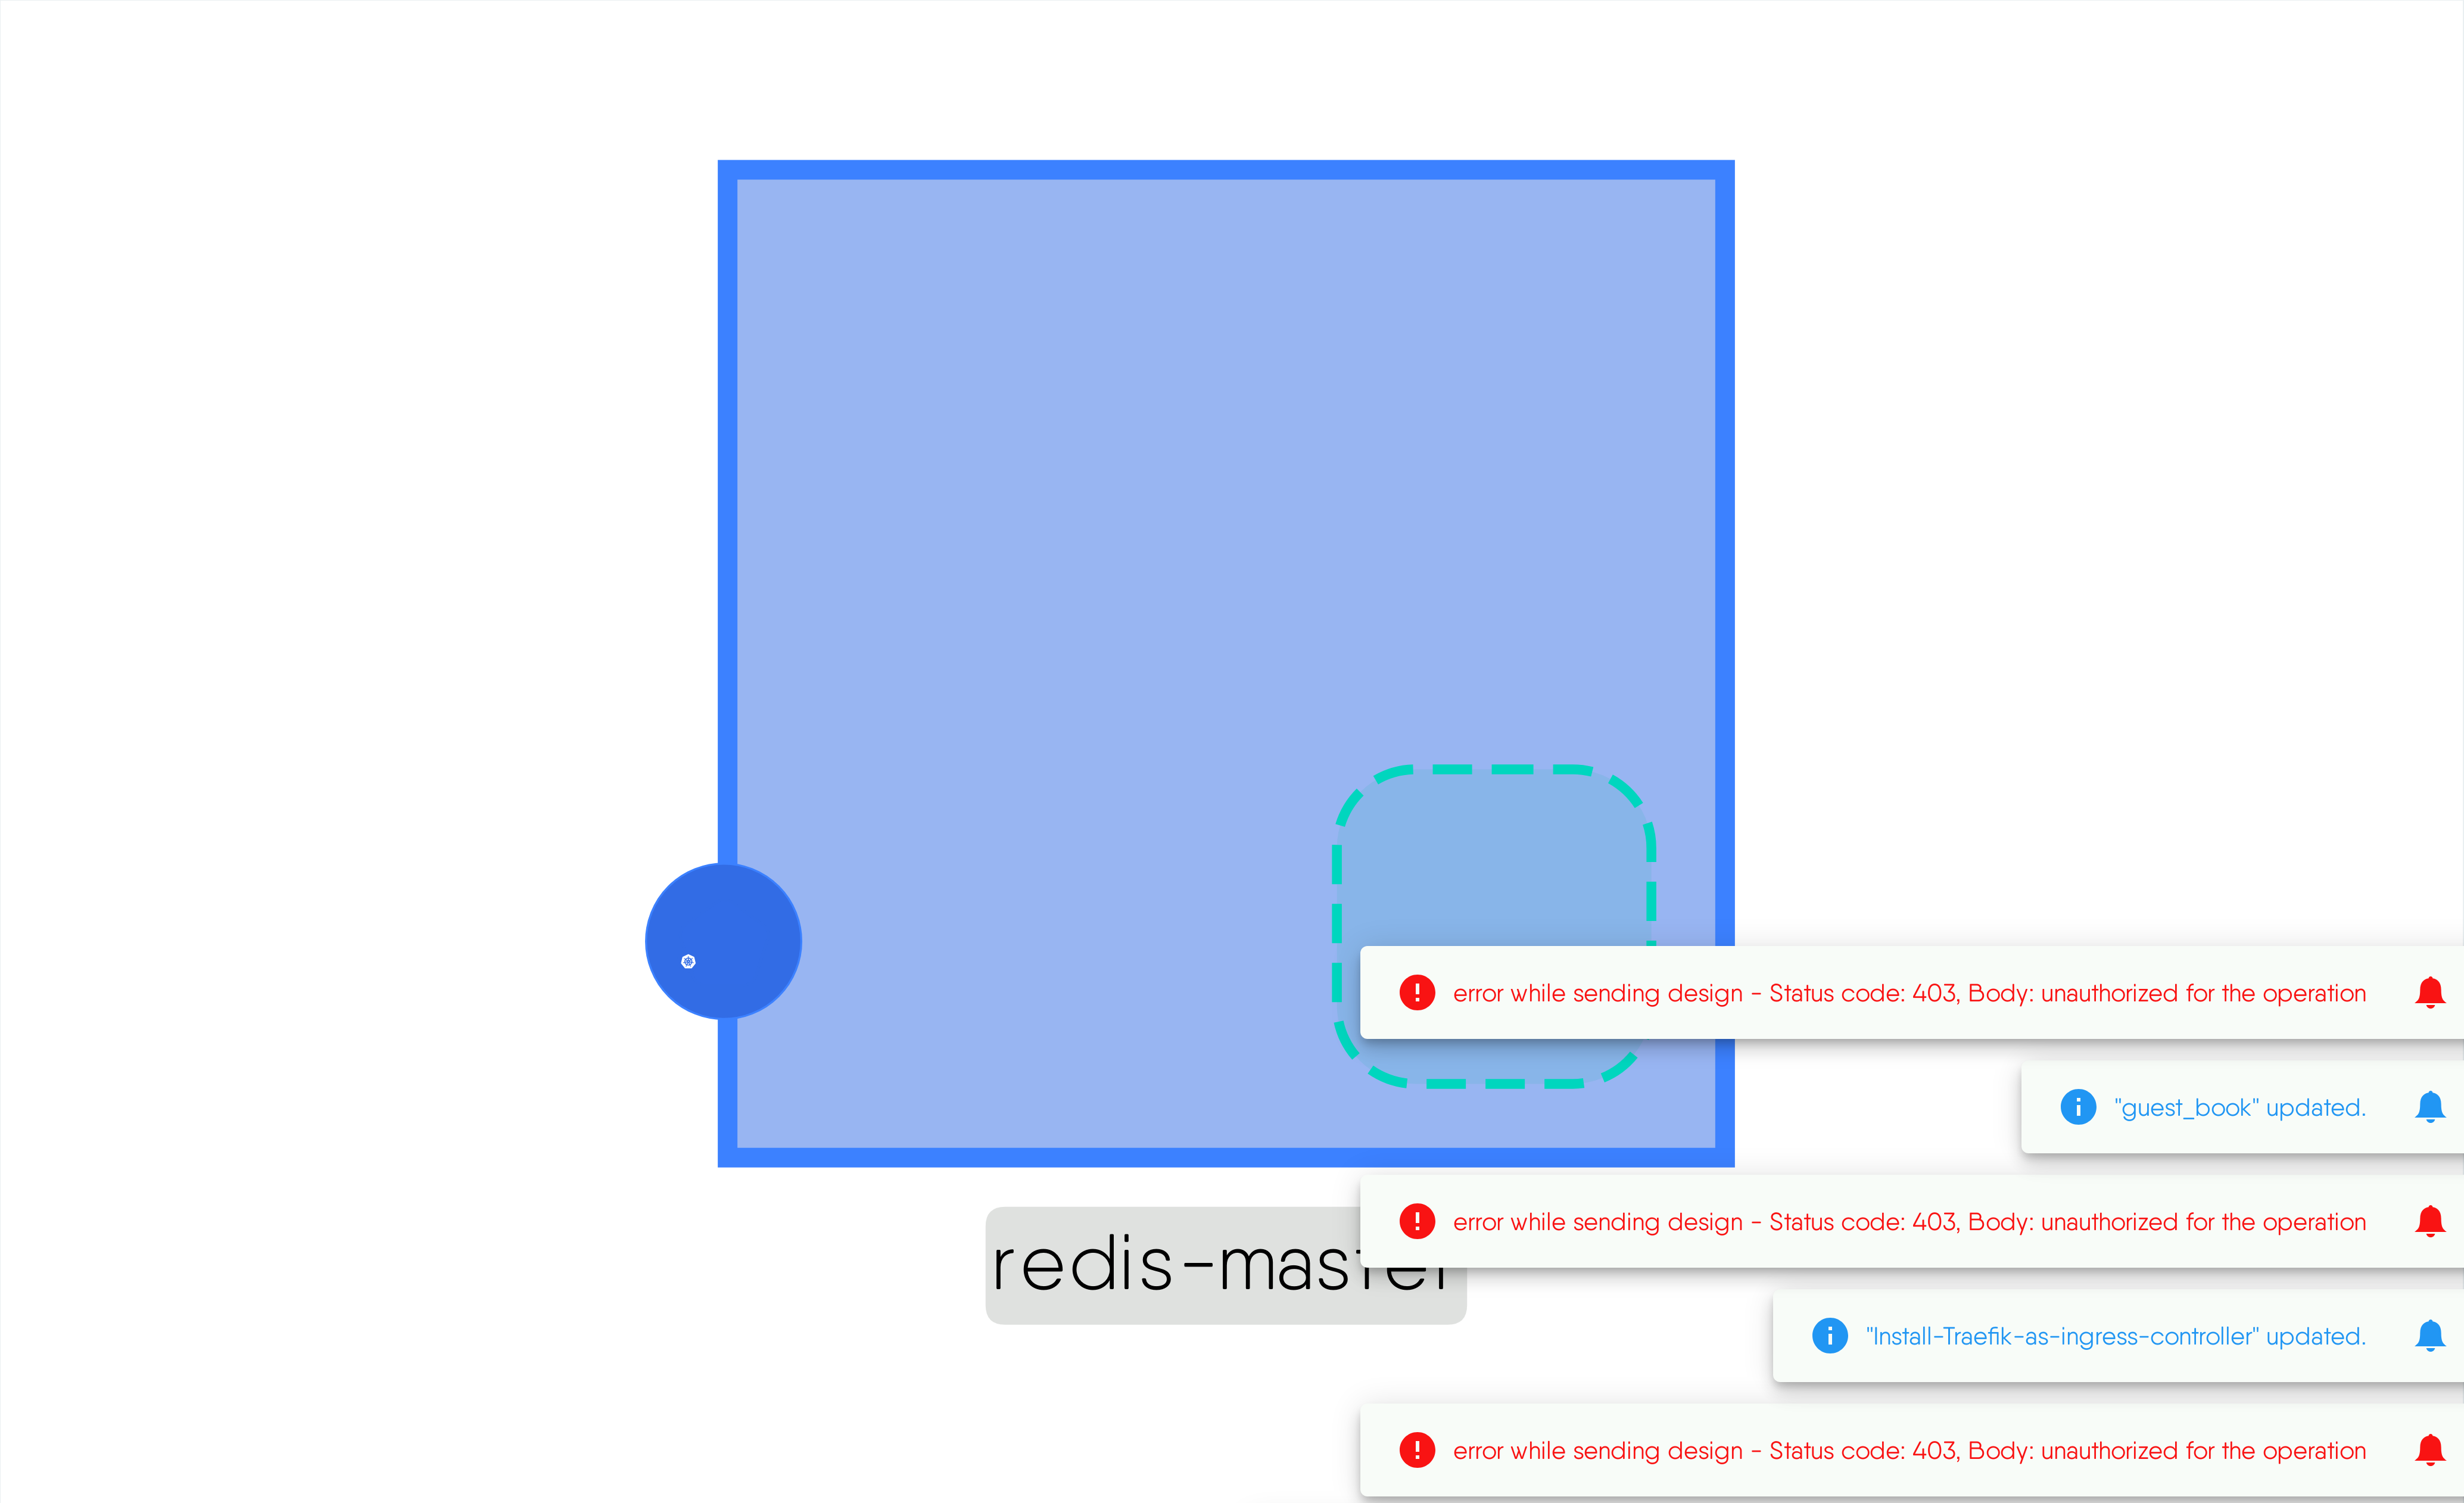 error while sending design - Status code: 403, Body: unauthorized for the operation
"guest_book" updated.
error while sending design - Status code: 403, Body: unauthorized for the operation
redis-master
"Install-Traefik-as-ingress-controller" updated.
error while sending design - Status code: 403, Body: unauthorized for the operation